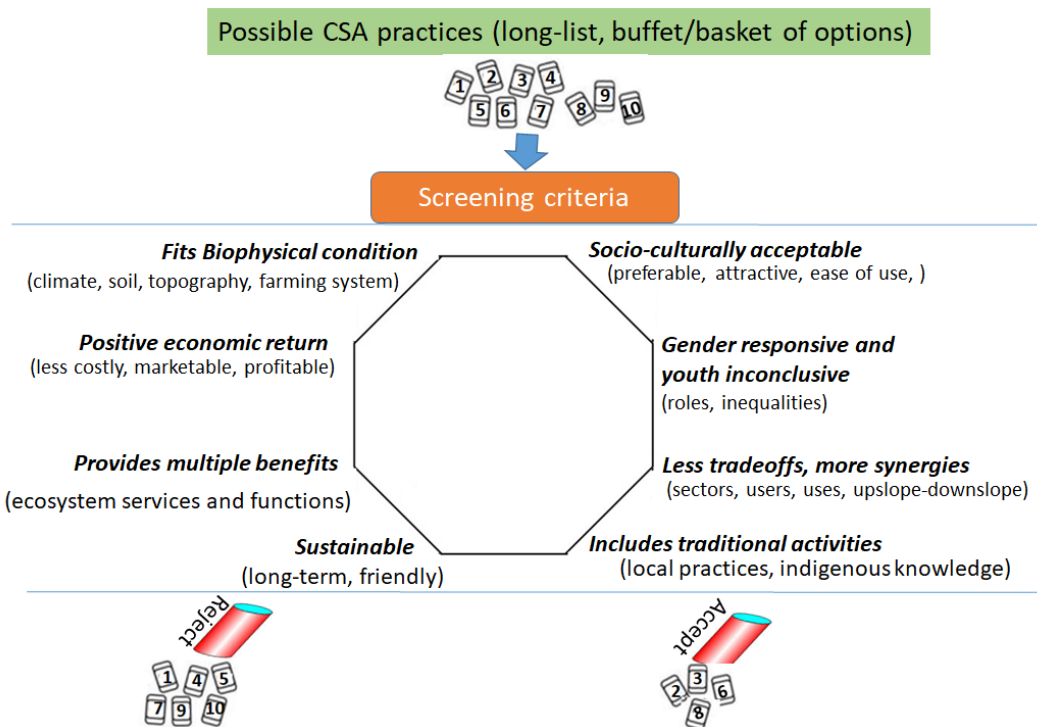 Possible CSA practices (long-list, buffet/basket of options)
1 2 3 4
5 6 7 8 9 10
Screening criteria
Fits Biophysical condition
(climate, soil, topography, farming system)
Socio-culturally acceptable
(preferable, attractive, ease of use, )
Positive economic return
(less costly, marketable, profitable)
Gender responsive and
youth inconclusive
(roles, inequalities)
Provides multiple benefits
(ecosystem services and functions)
Less tradeoffs, more synergies
(sectors, users, uses, upslope-downslope)
Sustainable
(long-term, friendly)
Includes traditional activities
(local practices, indigenous knowledge)
Reject
1 4 5
7 9 10
Accept
2 3 6
8